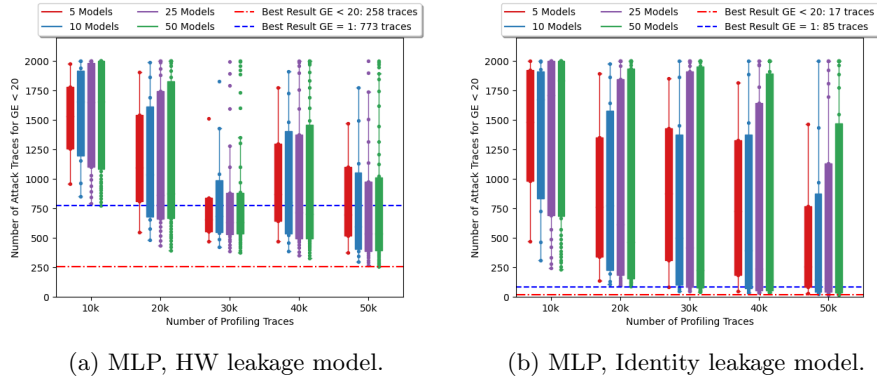 5 Models 25 Models Best Result GE < 20: 258 traces
10 Models 50 Models Best Result GE = 1: 773 traces
Number of Attack Traces for GE < 20
2000
1750
1500
1250
1000
750
500
250
0
10k 20k 30k 40k 50k
Number of Profiling Traces
(a) MLP, HW leakage model.
5 Models 25 Models Best Result GE < 20: 17 traces
10 Models 50 Models Best Result GE = 1: 85 traces
Number of Attack Traces for GE < 20
2000
1750
1500
1250
1000
750
500
250
0
10k 20k 30k 40k 50k
Number of Profiling Traces
(b) MLP, Identity leakage model.